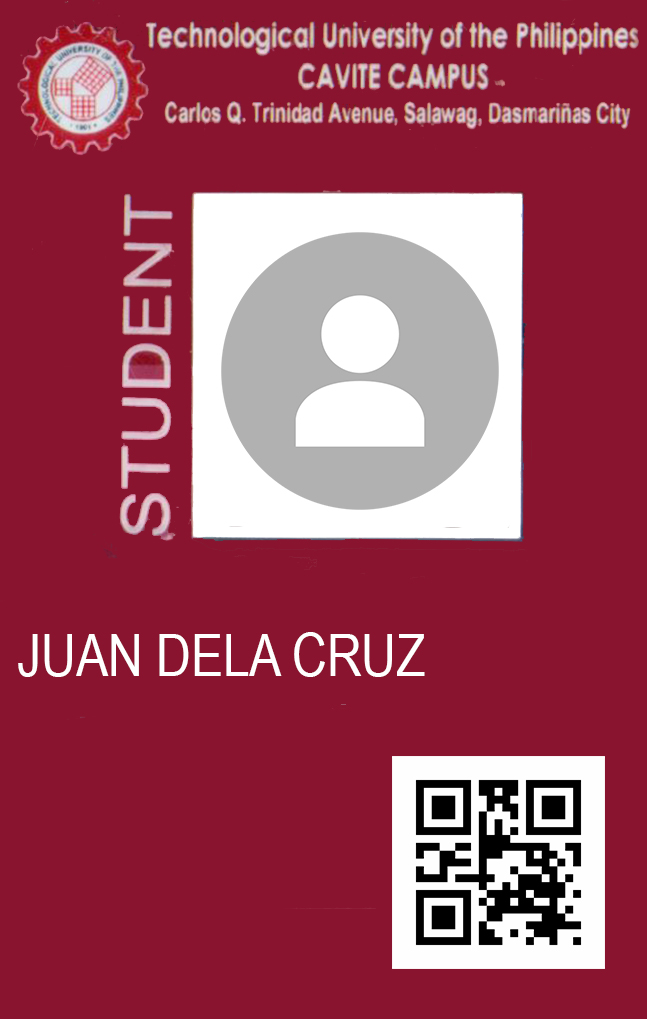 Technological University of the Philippines
CAVITE CAMPUS
Carlos Q. Trinidad Avenue, Salawag, Dasmariñas City
TECHNOLOGICAL UNIVERSITY OF THE PHILIPPINES
• 1901 •
STUDENT
JUAN DELA CRUZ